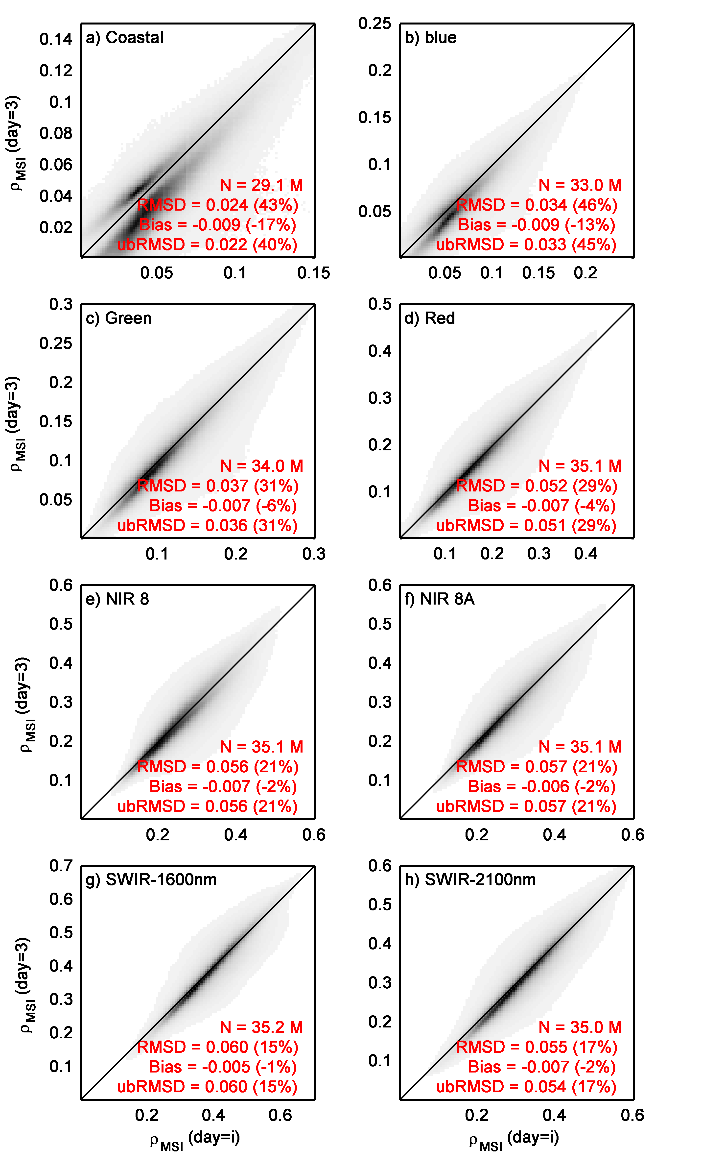 a) Coastal
0.14
0.12
0.1
0.08
0.06
0.04
0.02
ρMSI (day=3)
N = 29.1 M
RMSD = 0.024 (43%)
Bias = -0.009 (-17%)
ubRMSD = 0.022 (40%)
0.05
0.1
0.15
b) blue
0.25
0.2
0.15
0.1
0.05
N = 33.0 M
RMSD = 0.034 (46%)
Bias = -0.009 (-13%)
ubRMSD = 0.033 (45%)
0.05
0.1
0.15
0.2
c) Green
0.3
0.25
0.2
0.15
0.1
0.05
ρMSI (day=3)
N = 34.0 M
RMSD = 0.037 (31%)
Bias = -0.007 (-6%)
ubRMSD = 0.036 (31%)
0.1
0.2
0.3
d) Red
0.5
0.4
0.3
0.2
0.1
N = 35.1 M
RMSD = 0.052 (29%)
Bias = -0.007 (-4%)
ubRMSD = 0.051 (29%)
0.1
0.2
0.3
0.4
e) NIR 8
0.6
0.5
0.4
0.3
0.2
0.1
ρMSI (day=3)
N = 35.1 M
RMSD = 0.056 (21%)
Bias = -0.007 (-2%)
ubRMSD = 0.056 (21%)
0.2
0.4
0.6
f) NIR 8A
0.6
0.5
0.4
0.3
0.2
0.1
N = 35.1 M
RMSD = 0.057 (21%)
Bias = -0.006 (-2%)
ubRMSD = 0.057 (21%)
0.2
0.4
0.6
g) SWIR-1600nm
0.7
0.6
0.5
0.4
0.3
0.2
0.1
ρMSI (day=3)
N = 35.2 M
RMSD = 0.060 (15%)
Bias = -0.005 (-1%)
ubRMSD = 0.060 (15%)
0.2
0.4
0.6
ρMSI (day=i)
h) SWIR-2100nm
0.6
0.5
0.4
0.3
0.2
0.1
N = 35.0 M
RMSD = 0.055 (17%)
Bias = -0.007 (-2%)
ubRMSD = 0.054 (17%)
0.2
0.4
0.6
ρMSI (day=i)